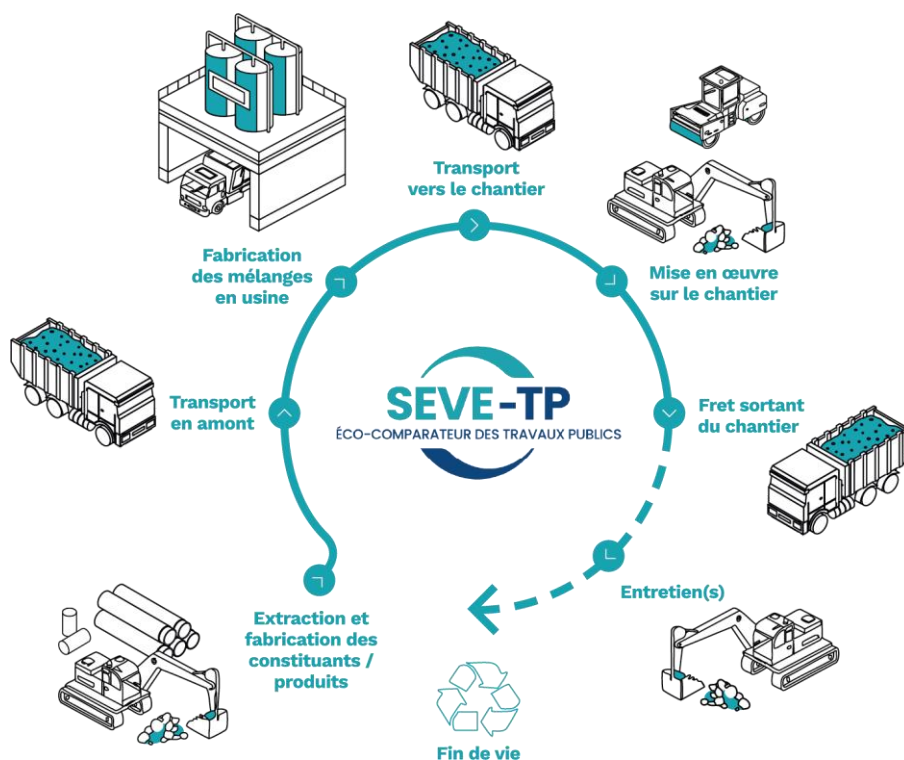 Transport
vers le chantier
Fabrication
des mélanges
en usine
Mise en œuvre
sur le chantier
Transport
en amont
SEVE-TP
ÉCO-COMPARATEUR DES TRAVAUX PUBLICS
Fret sortant
du chantier
Extraction et
fabrication des
constituants /
produits
Entretien(s)
Fin de vie